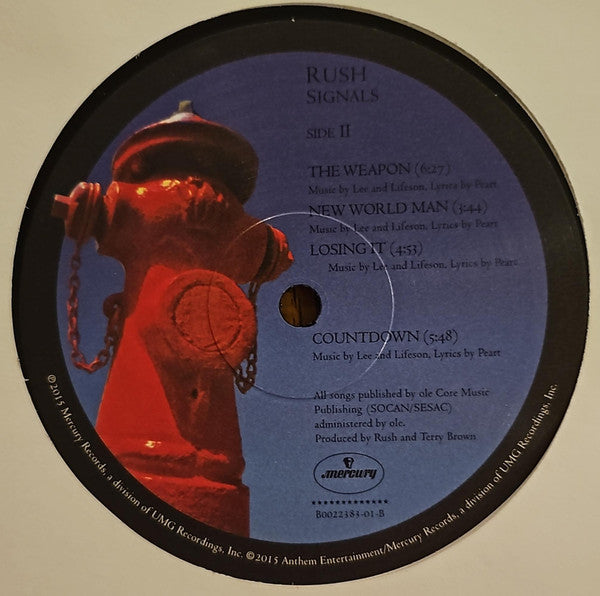 RUSH
SIGNALS
SIDE II
THE WEAPON (6:27)
Music by Lee and Lifeson, Lyrics by Peart
NEW WORLD MAN (3:44)
Music by Lee and Lifeson, Lyrics by Peart
LOSING IT (4:53)
Music by Lee and Lifeson, Lyrics by Peart
COUNTDOWN (5:48)
Music by Lee and Lifeson, Lyrics by Peart
All songs published by ole Core Music
Publishing (SOCAN/SESAC)
administered by ole.
Produced by Rush and Terry Brown
mercury
★★★★★★★★★★★★★
B0022383-01-B
℗2015 Mercury Records, a division of UMG Recordings, Inc. ©2015 Anthem Entertainment/Mercury Records, a division of UMG Recordings, Inc.